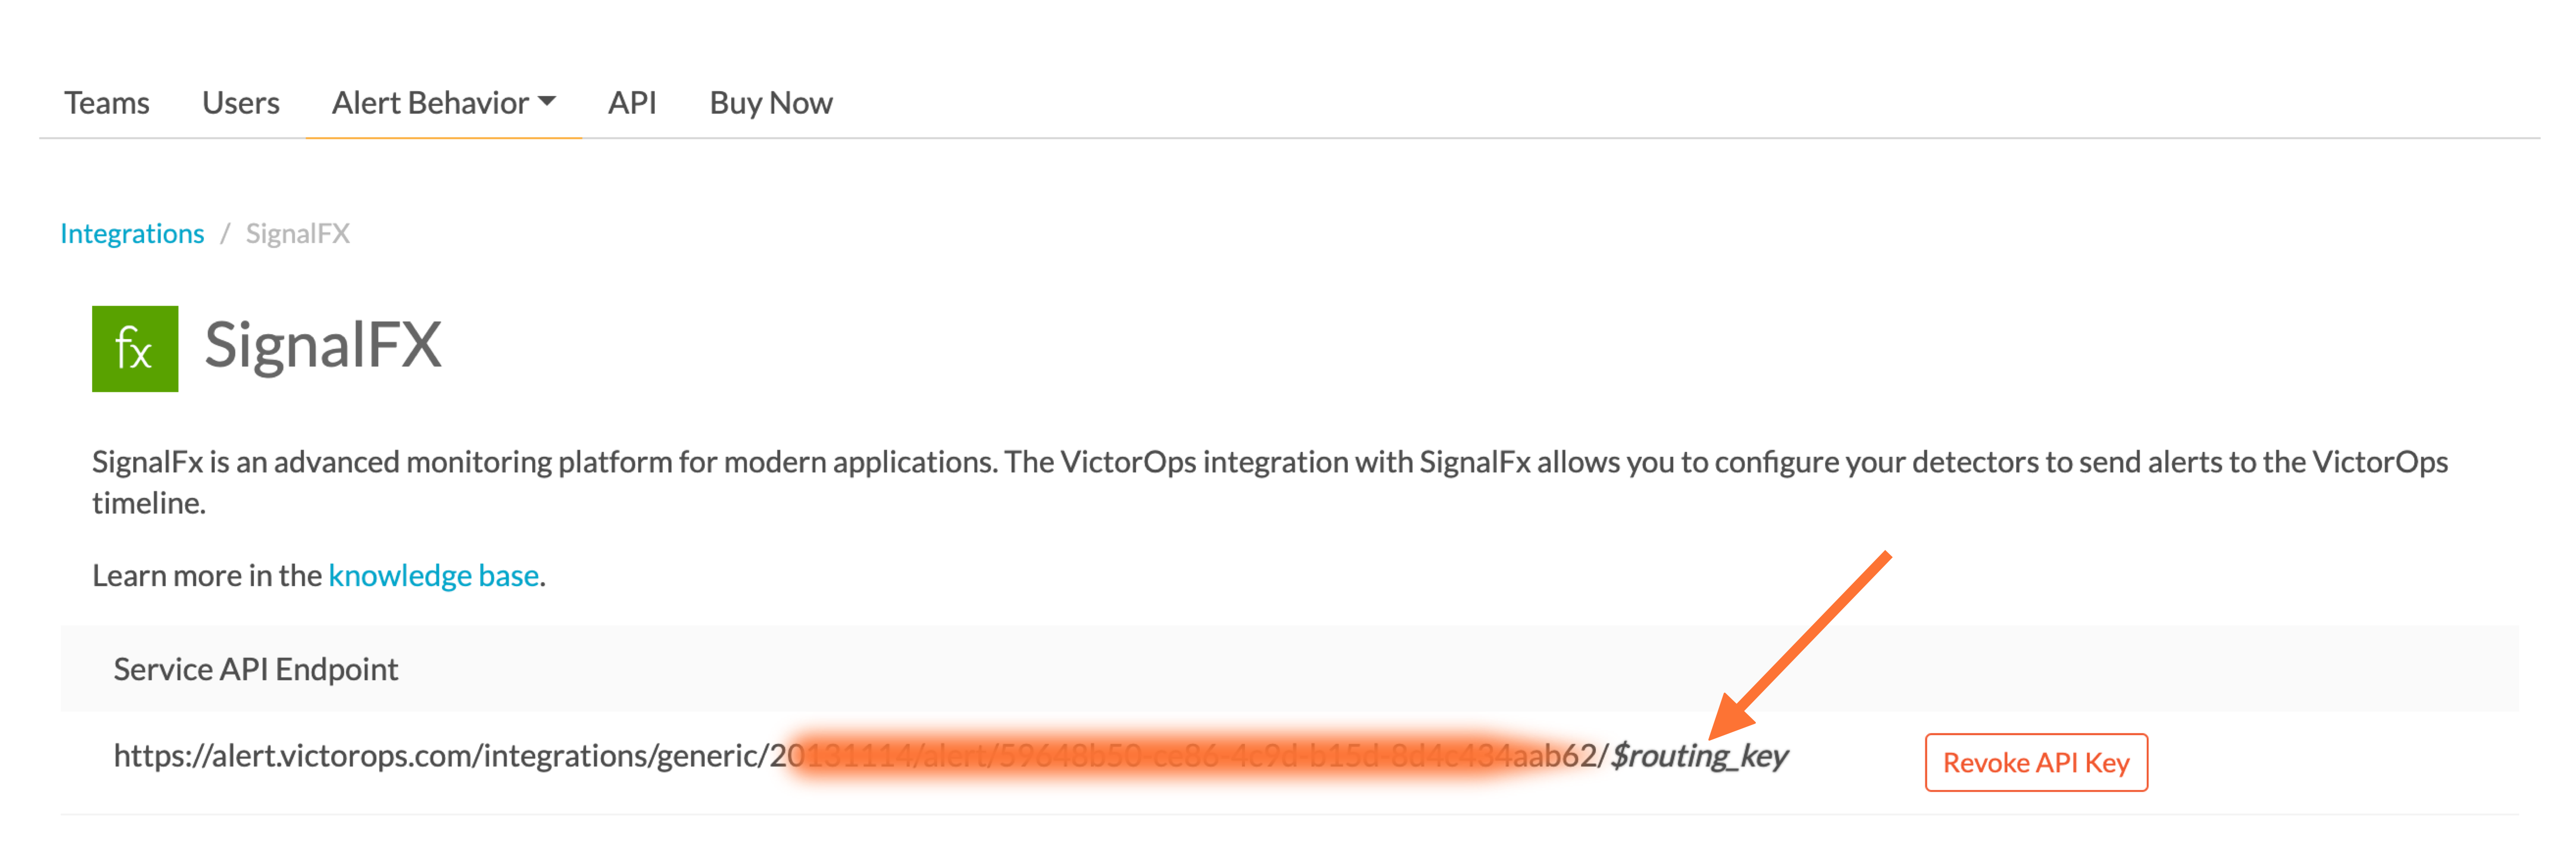 Teams Users Alert Behavior API Buy Now
Integrations / SignalFX
fx SignalFX
SignalFx is an advanced monitoring platform for modern applications. The VictorOps integration with SignalFx allows you to configure your detectors to send alerts to the VictorOps
timeline.
Learn more in the knowledge base.
Service API Endpoint
https://alert.victorops.com/integrations/generic/ /$routing_key Revoke API Key